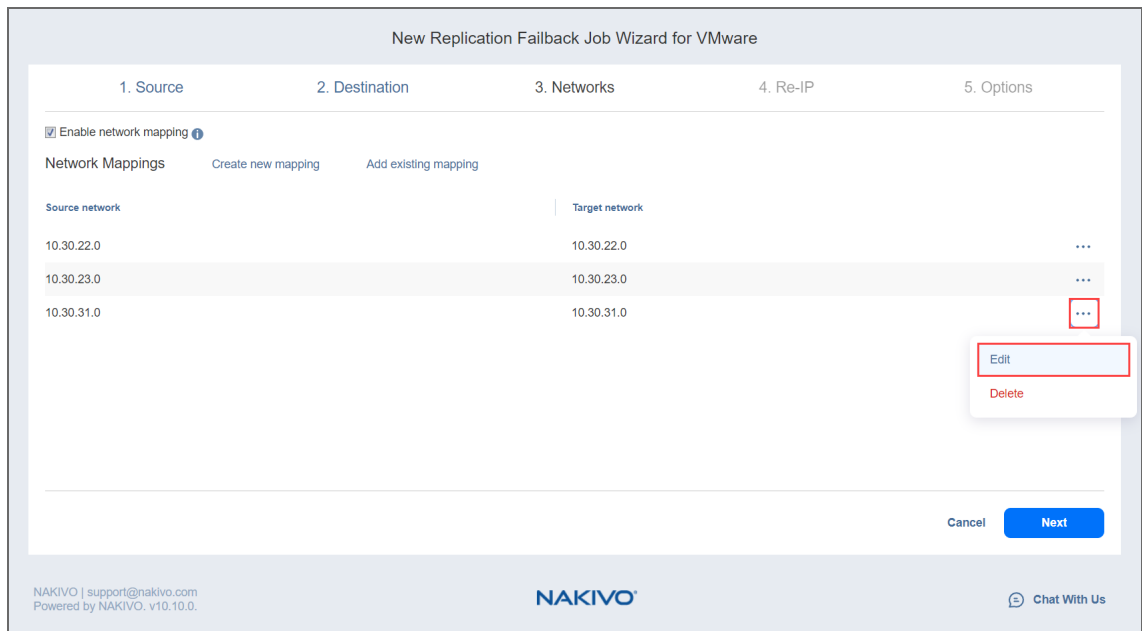 New Replication Failback Job Wizard for VMware
1. Source 2. Destination 3. Networks 4. Re-IP 5. Options
Enable network mapping
Network Mappings Create new mapping Add existing mapping
Source network Target network
10.30.22.0 10.30.22.0 ...
10.30.23.0 10.30.23.0 ...
10.30.31.0 10.30.31.0 ...
Edit
Delete
Cancel Next
NAKIVO | support@nakivo.com
Powered by NAKIVO. v10.10.0.
NAKIVO®
Chat With Us